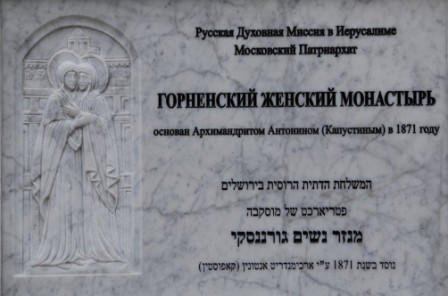 Русская Духовная Миссия в Иерусалиме
Московский Патриархат
ГОРНЕНСКИЙ ЖЕНСКИЙ МОНАСТЫРЬ
основан Архимандритом Антонином (Капустиным) в 1871 году
המשלחת הדתית הרוסית בירושלים
פטריארכט של מוסקבה
מנזר נשים גורננסקי
נוסד בשנת 1871 ע״י ארכימנדריט אנטונין (קאפוסטין)